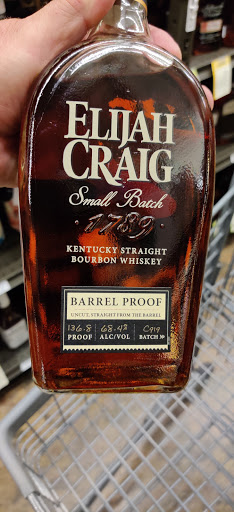 ELIJAH
CRAIG
Small Batch
1789
KENTUCKY STRAIGHT
BOURBON WHISKEY
BARREL PROOF
UNCUT, STRAIGHT FROM THE BARREL
136.8 68.4% C919
PROOF ALC/VOL BATCH Nº